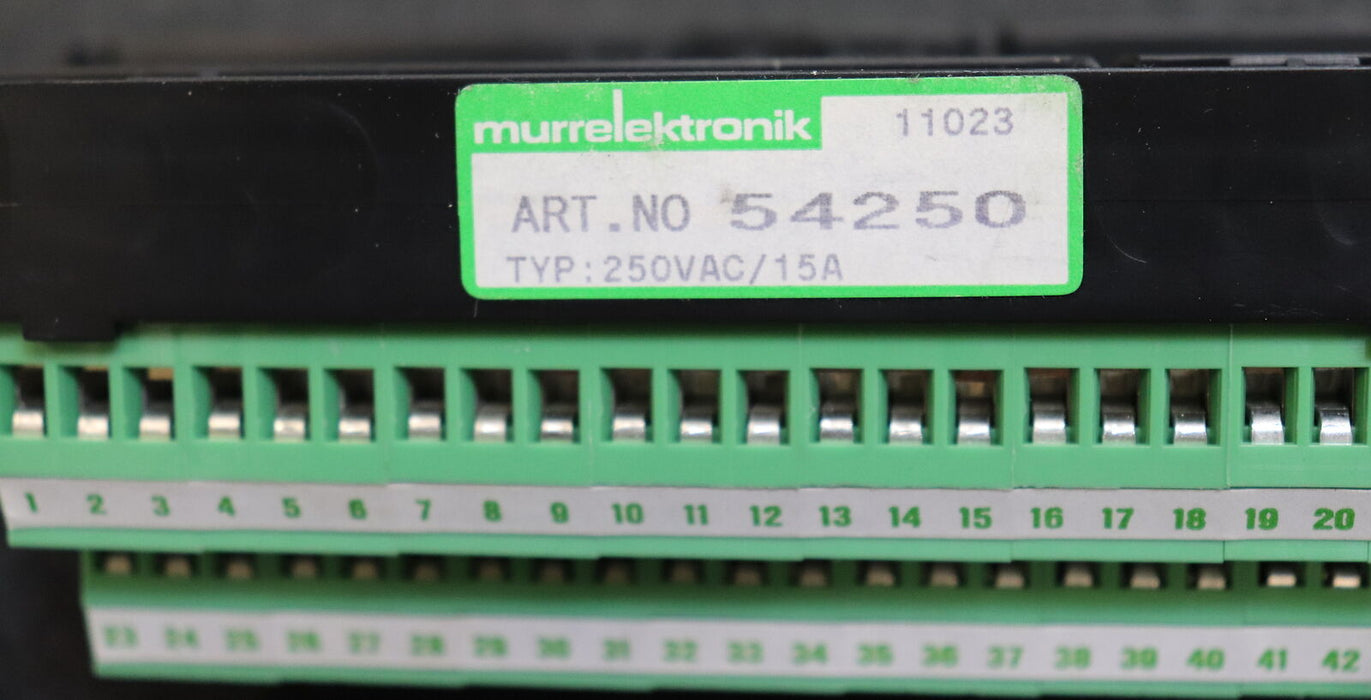 murrelektronik 11023
ART.NO 54250
TYP:250VAC/15A
1 2 3 4 5 6 7 8 9 10 11 12 13 14 15 16 17 18 19 20
23 24 25 26 27 28 29 30 31 32 33 34 35 36 37 38 39 40 41 42